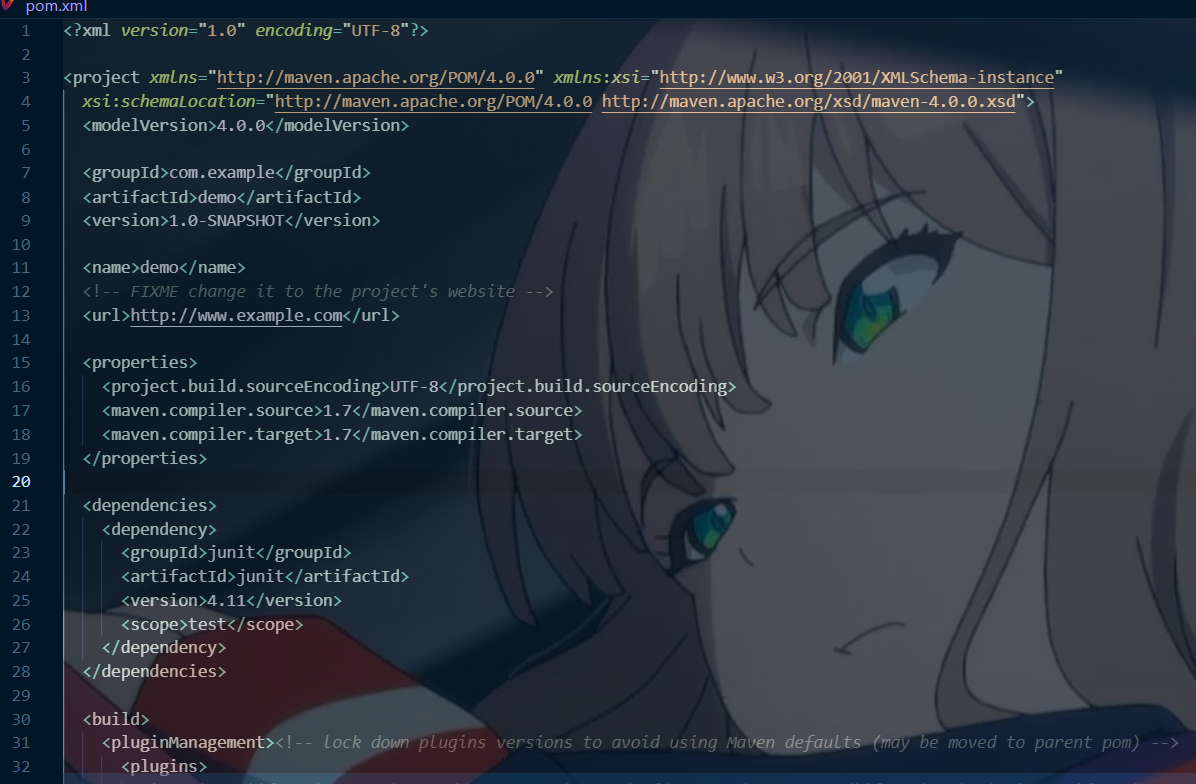 pom.xml
1 <?xml version="1.0" encoding="UTF-8"?>
2
3 <project xmlns="http://maven.apache.org/POM/4.0.0" xmlns:xsi="http://www.w3.org/2001/XMLSchema-instance"
4 xsi:schemaLocation="http://maven.apache.org/POM/4.0.0 http://maven.apache.org/xsd/maven-4.0.0.xsd">
5 <modelVersion>4.0.0</modelVersion>
6
7 <groupId>com.example</groupId>
8 <artifactId>demo</artifactId>
9 <version>1.0-SNAPSHOT</version>
10
11 <name>demo</name>
12 <!-- FIXME change it to the project's website -->
13 <url>http://www.example.com</url>
14
15 <properties>
16 <project.build.sourceEncoding>UTF-8</project.build.sourceEncoding>
17 <maven.compiler.source>1.7</maven.compiler.source>
18 <maven.compiler.target>1.7</maven.compiler.target>
19 </properties>
20
21 <dependencies>
22 <dependency>
23 <groupId>junit</groupId>
24 <artifactId>junit</artifactId>
25 <version>4.11</version>
26 <scope>test</scope>
27 </dependency>
28 </dependencies>
29
30 <build>
31 <pluginManagement><!-- lock down plugins versions to avoid using Maven defaults (may be moved to parent pom) -->
32 <plugins>